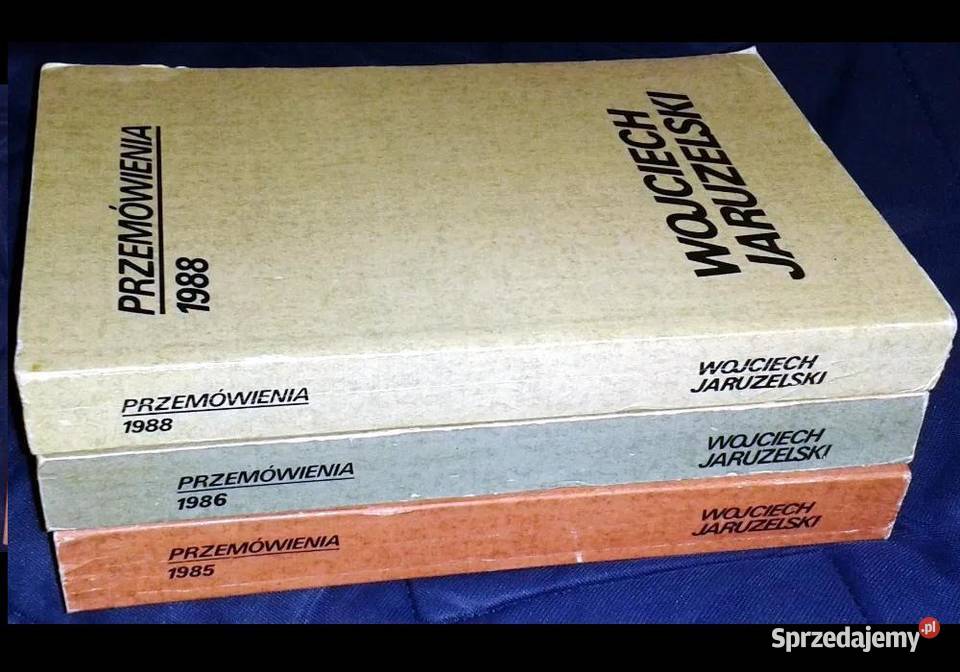 PRZEMÓWIENIA
1988
WOJCIECH
JARUZELSKI
PRZEMÓWIENIA
1988
WOJCIECH
JARUZELSKI
PRZEMÓWIENIA
1986
WOJCIECH
JARUZELSKI
PRZEMÓWIENIA
1985
WOJCIECH
JARUZELSKI
Sprzedajemy.pl